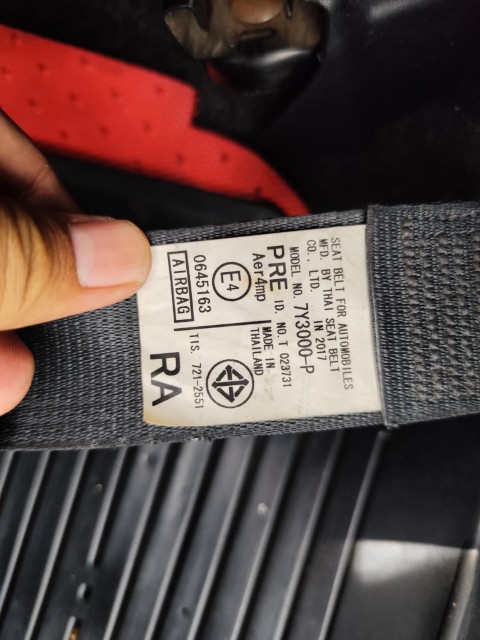 SEAT BELT FOR AUTOMOBILES
MFD. BY THAI SEAT BELT
CO., LTD. IN 2017
MODEL NO. 7Y3000-P
PRE ID. NO. T 023731
Aer4mp
E4
MADE IN
THAILAND
0645163
TIS. 721-2551
AIRBAG
RA